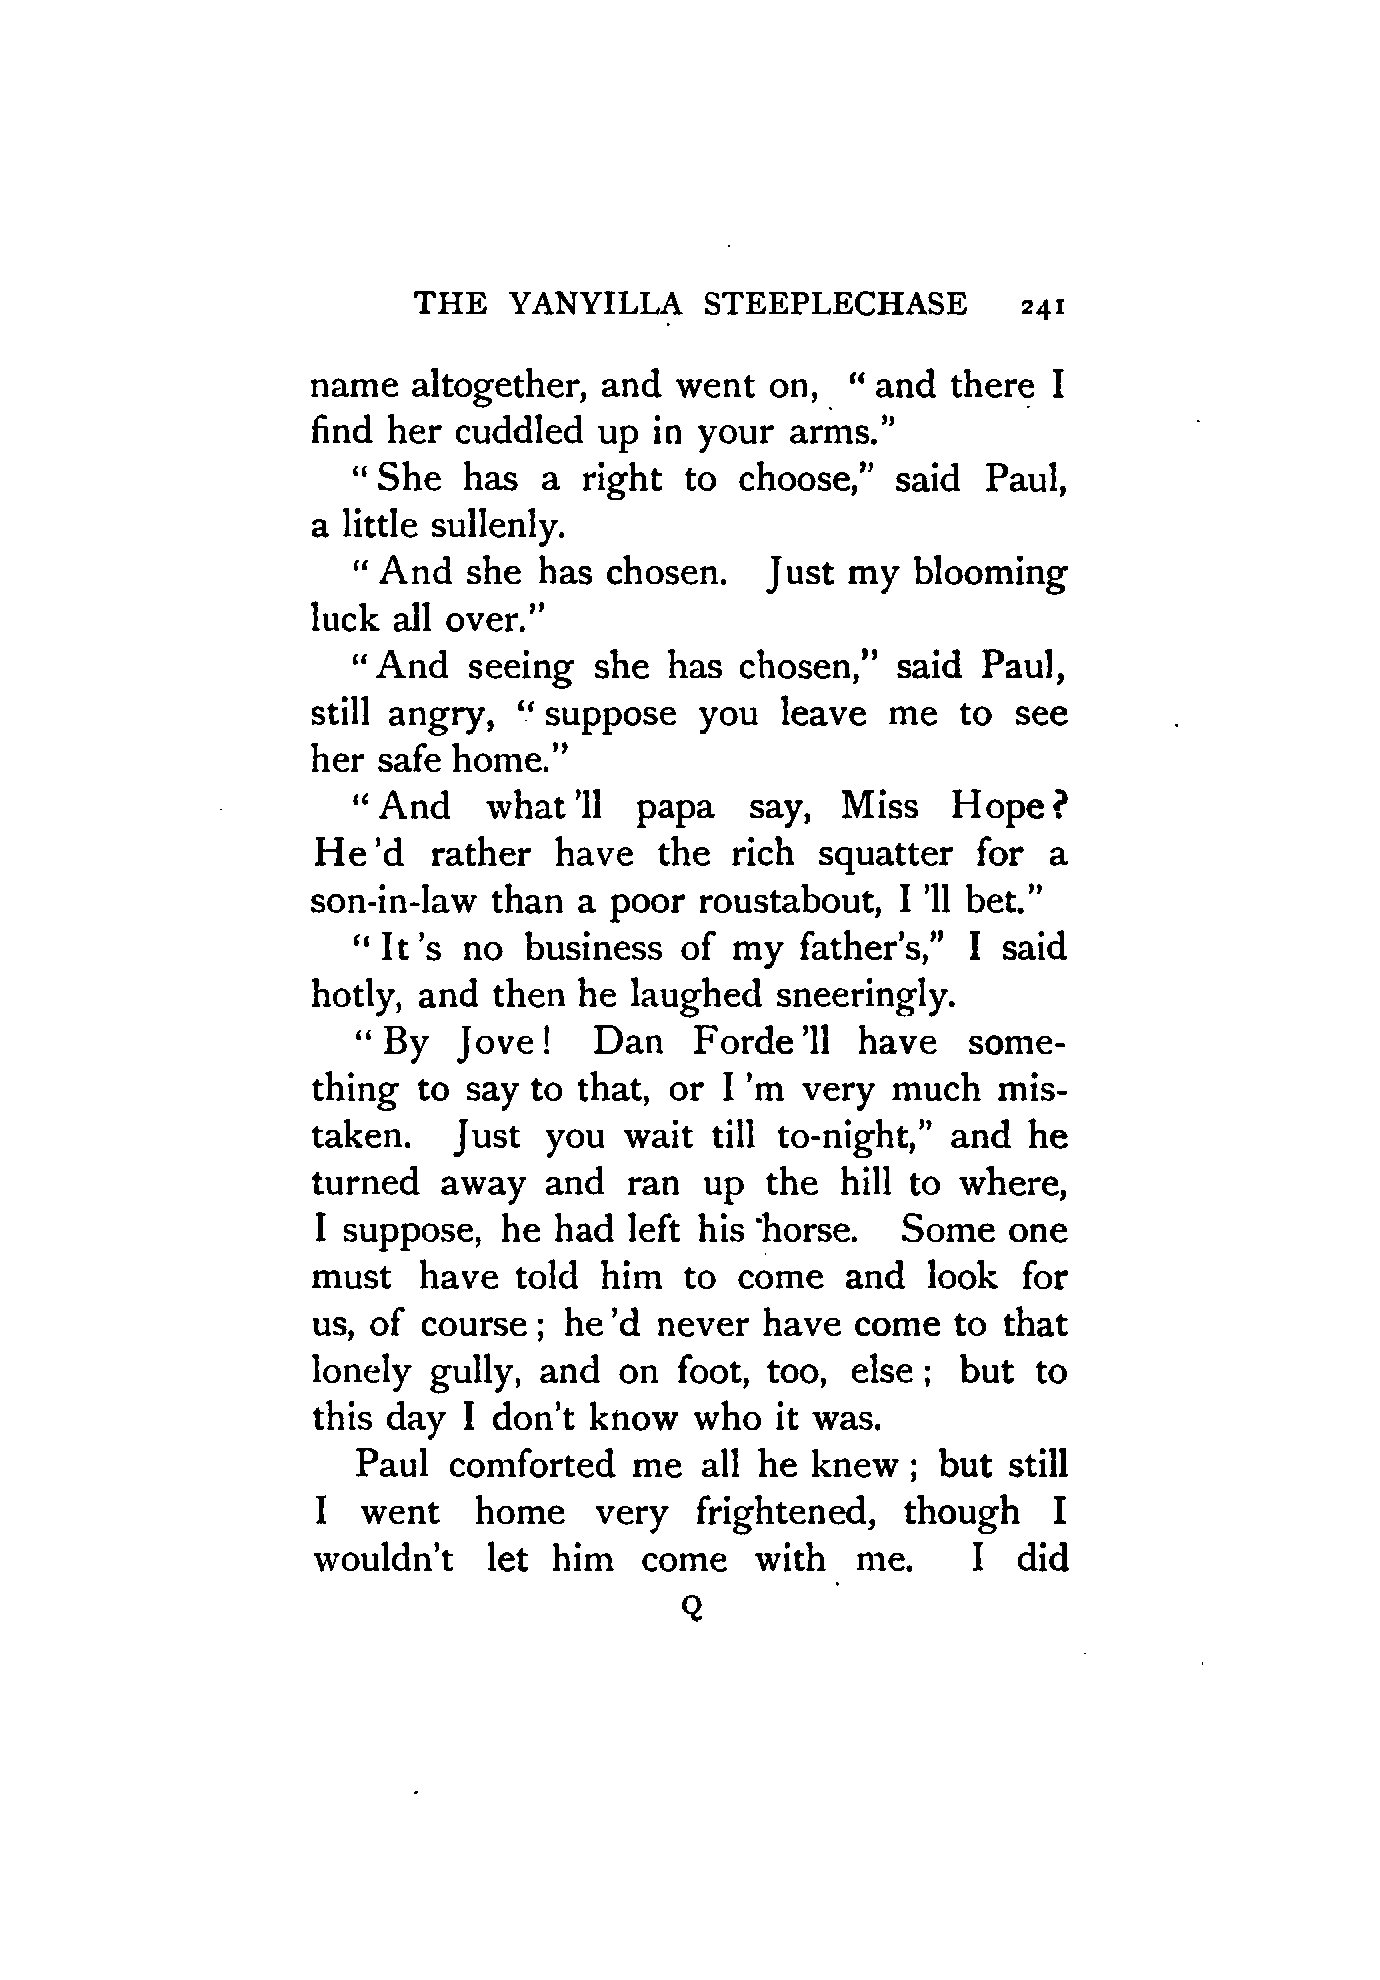 THE YANYILLA STEEPLECHASE 241
name altogether, and went on, " and there I
find her cuddled up in your arms."
" She has a right to choose," said Paul,
a little sullenly.
" And she has chosen. Just my blooming
luck all over."
" And seeing she has chosen," said Paul,
still angry, " suppose you leave me to see
her safe home."
" And what 'll papa say, Miss Hope?
He 'd rather have the rich squatter for a
son-in-law than a poor roustabout, I 'll bet."
" It 's no business of my father's," I said
hotly, and then he laughed sneeringly.
" By Jove! Dan Forde 'll have some-
thing to say to that, or I 'm very much mis-
taken. Just you wait till to-night," and he
turned away and ran up the hill to where,
I suppose, he had left his horse. Some one
must have told him to come and look for
us, of course ; he 'd never have come to that
lonely gully, and on foot, too, else ; but to
this day I don't know who it was.
Paul comforted me all he knew ; but still
I went home very frightened, though I
wouldn't let him come with me. I did
Q